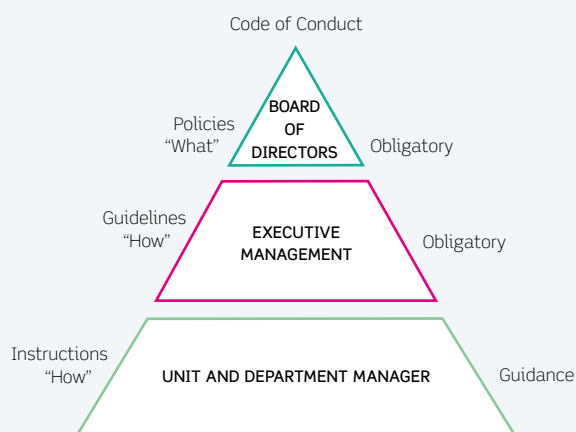 Code of Conduct
Policies
“What”
BOARD
OF
DIRECTORS
Obligatory
Guidelines
“How”
EXECUTIVE
MANAGEMENT
Obligatory
Instructions
“How”
UNIT AND DEPARTMENT MANAGER
Guidance